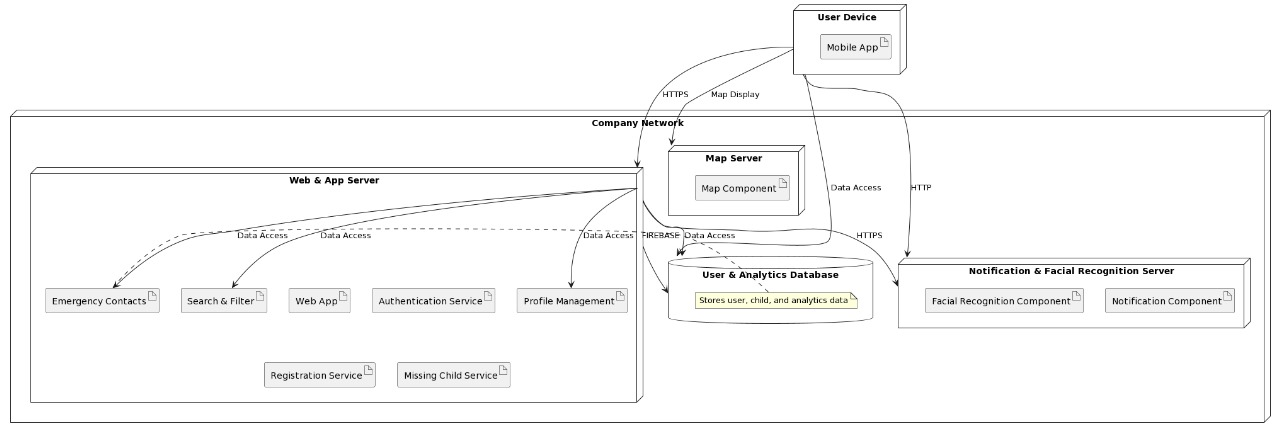 User Device
Mobile App
HTTPS
Map Display
Company Network
Map Server
Web & App Server
Map Component
Data Access
HTTP
Data Access
Data Access
Data Access
FIREBASE
Data Access
HTTPS
User & Analytics Database
Notification & Facial Recognition Server
Emergency Contacts
Search & Filter
Web App
Authentication Service
Profile Management
Stores user, child, and analytics data
Facial Recognition Component
Notification Component
Registration Service
Missing Child Service